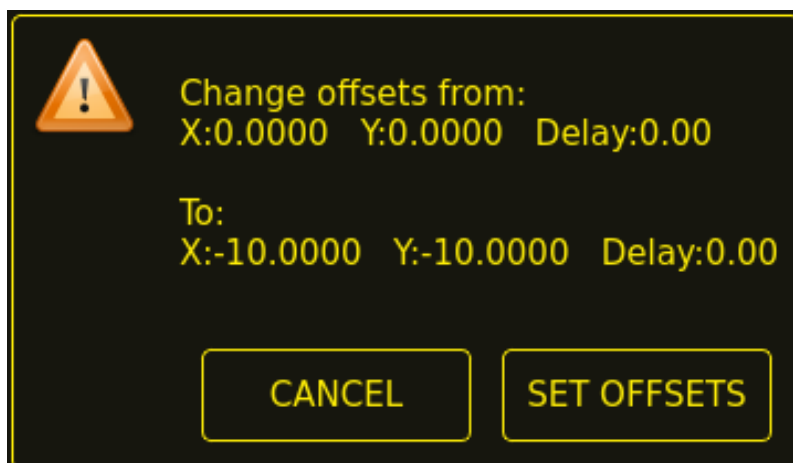 Change offsets from:
X:0.0000 Y:0.0000 Delay:0.00
To:
X:-10.0000 Y:-10.0000 Delay:0.00
CANCEL SET OFFSETS